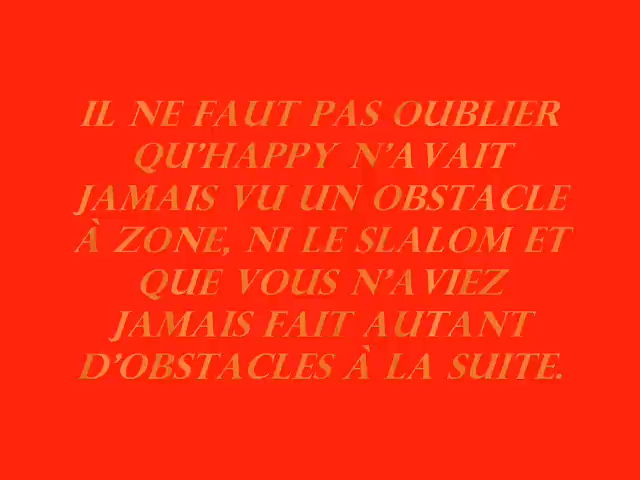 IL NE FAUT PAS OUBLIER
QU'HAPPY N'AVAIT
JAMAIS VU UN OBSTACLE
À ZONE, NI LE SLALOM ET
QUE VOUS N'AVIEZ
JAMAIS FAIT AUTANT
D'OBSTACLES À LA SUITE.